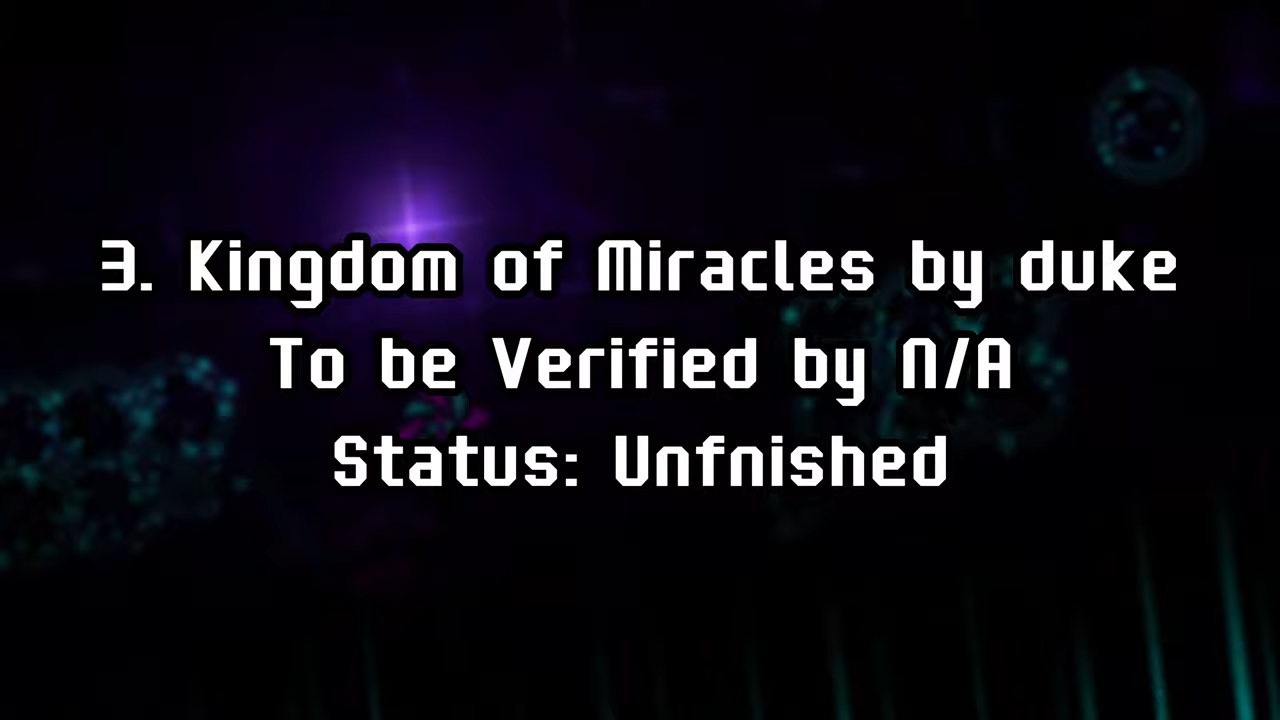 3. Kingdom of Miracles by duke
To be Verified by N/A
Status: Unfnished